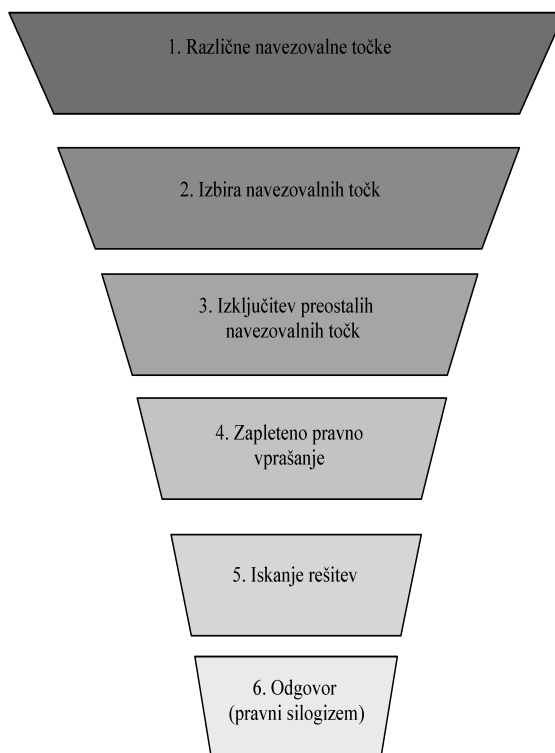 1. Različne navezovalne točke
2. Izbira navezovalnih točk
3. Izključitev preostalih
navezovalnih točk
4. Zapleteno pravno
vprašanje
5. Iskanje rešitev
6. Odgovor
(pravni silogizem)